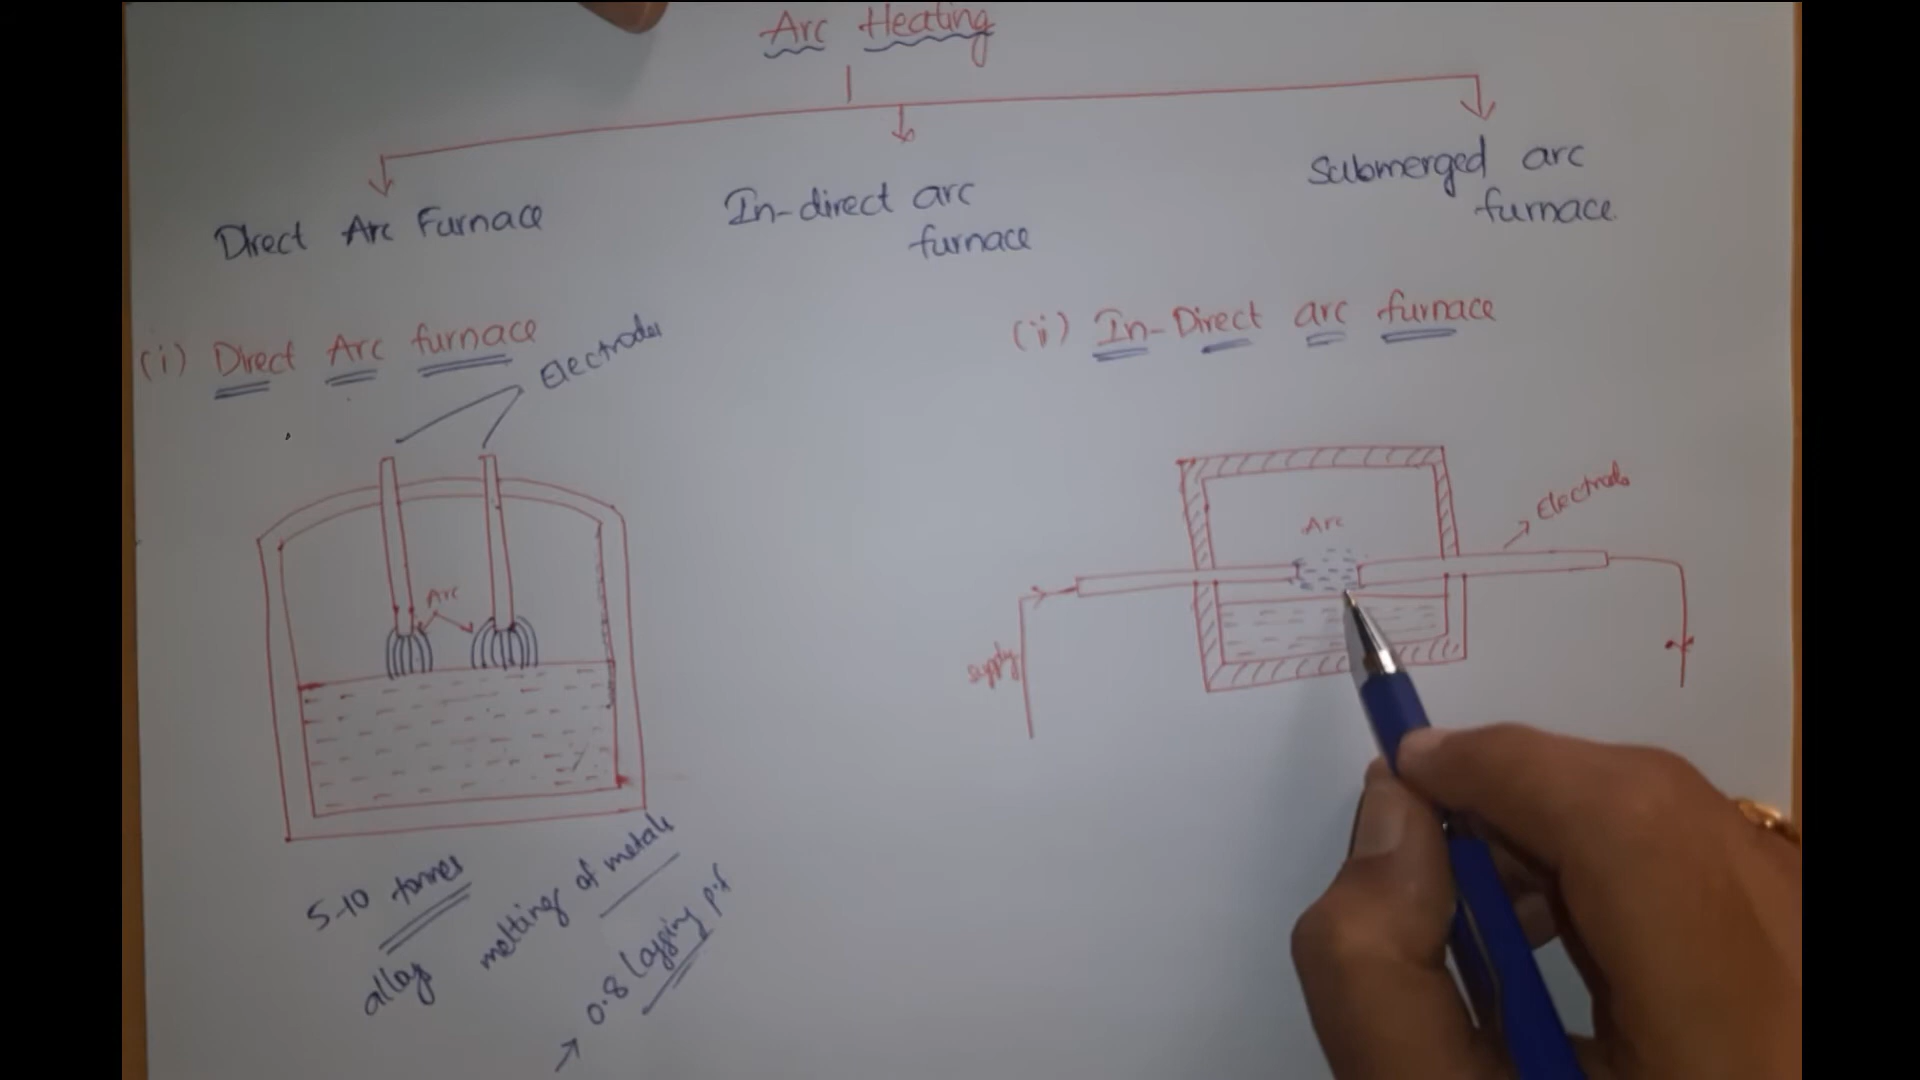 Arc Heating
Direct Arc Furnace
In-direct arc
furnace
Submerged arc
furnace
(i) Direct Arc furnace
Electrodes
Arc
5-10 tonnes
alloy melting of metals
→ 0.8 lagging p.f
(ii) In-Direct arc furnace
Arc
Electrode
supply